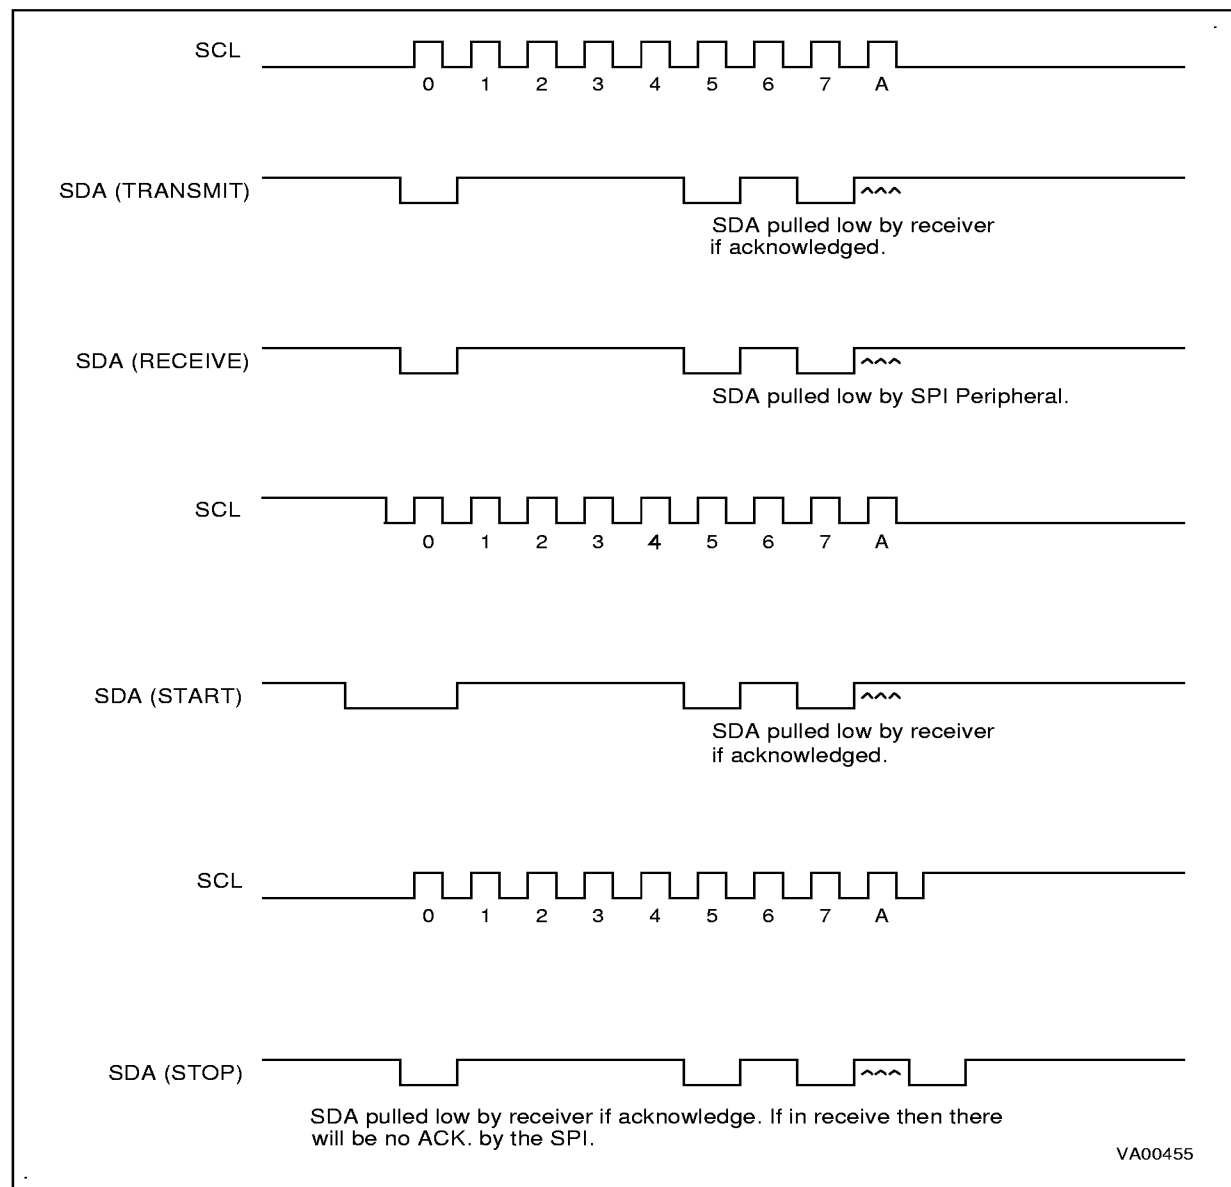 SCL
0 1 2 3 4 5 6 7 A
SDA (TRANSMIT)
SDA pulled low by receiver
if acknowledged.
SDA (RECEIVE)
SDA pulled low by SPI Peripheral.
SCL
0 1 2 3 4 5 6 7 A
SDA (START)
SDA pulled low by receiver
if acknowledged.
SCL
0 1 2 3 4 5 6 7 A
SDA (STOP)
SDA pulled low by receiver if acknowledge. If in receive then there
will be no ACK. by the SPI.
VA00455